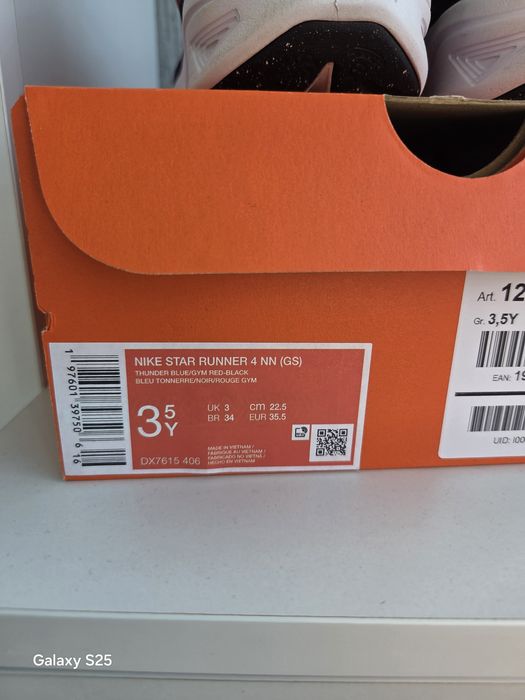 Art. 12
Gr. 3,5Y
EAN: 19
UID: i00
1 97601 39750 6 16
NIKE STAR RUNNER 4 NN (GS)
THUNDER BLUE/GYM RED-BLACK
BLEU TONNERRE/NOIR/ROUGE GYM
3 5 Y
UK 3 cm 22.5
BR 34 EUR 35.5
MADE IN VIETNAM /
FABRIQUÉ AU VIETNAM /
FABRICADO NO VIETNÃ /
HECHO EN VIETNAM
DX7615 406
Galaxy S25